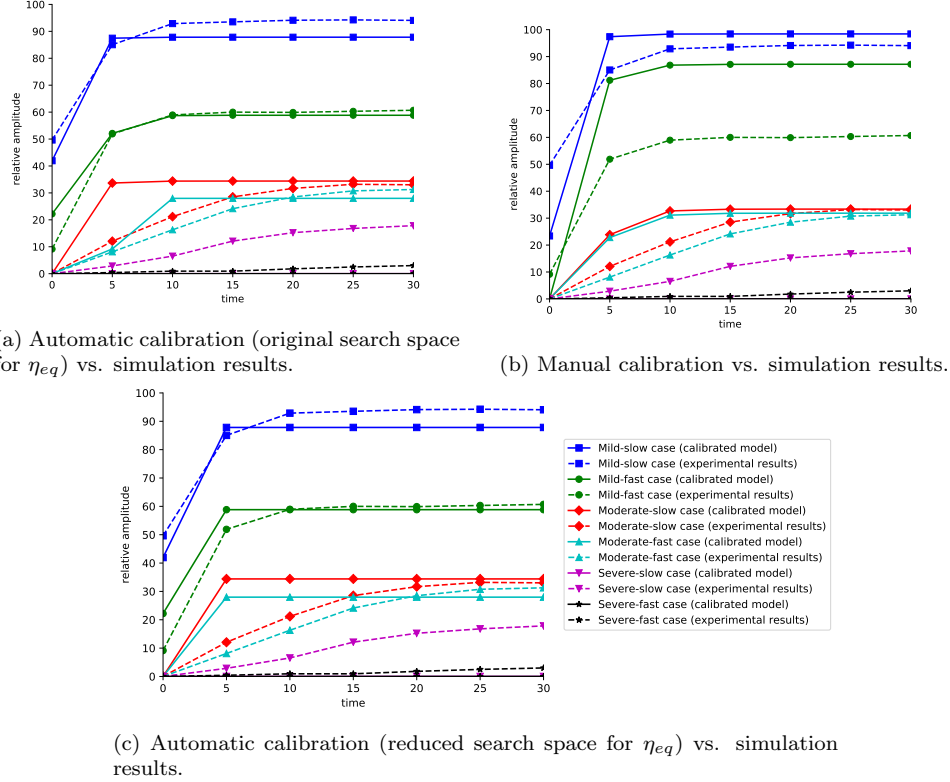 100
90
80
70
60
50
40
30
20
10
0
relative amplitude
0 5 10 15 20 25 30
time
(a) Automatic calibration (original search space
for η_eq) vs. simulation results.
100
90
80
70
60
50
40
30
20
10
0
relative amplitude
0 5 10 15 20 25 30
time
(b) Manual calibration vs. simulation results.
100
90
80
70
60
50
40
30
20
10
0
relative amplitude
0 5 10 15 20 25 30
time
Mild-slow case (calibrated model)
Mild-slow case (experimental results)
Mild-fast case (calibrated model)
Mild-fast case (experimental results)
Moderate-slow case (calibrated model)
Moderate-slow case (experimental results)
Moderate-fast case (calibrated model)
Moderate-fast case (experimental results)
Severe-slow case (calibrated model)
Severe-slow case (experimental results)
Severe-fast case (calibrated model)
Severe-fast case (experimental results)
(c) Automatic calibration (reduced search space for η_eq) vs. simulation
results.